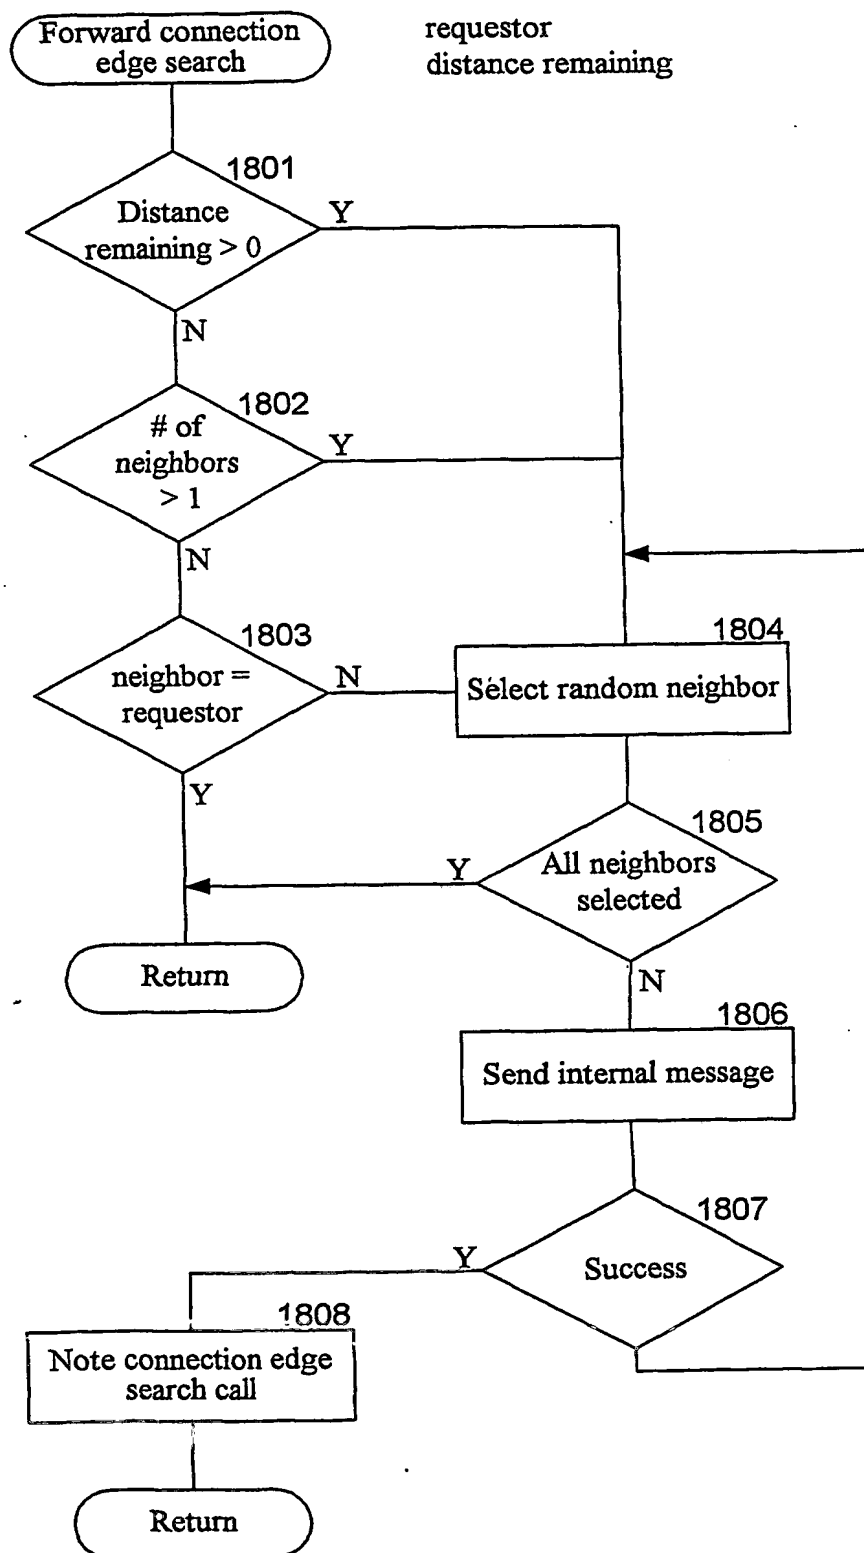 Forward connection
edge search
requestor
distance remaining
1801
Distance
remaining > 0
Y
N
1802
# of
neighbors
> 1
Y
N
1803
neighbor =
requestor
N
Y
1804
Select random neighbor
1805
All neighbors
selected
Y
N
Return
1806
Send internal message
1807
Success
Y
1808
Note connection edge
search call
Return